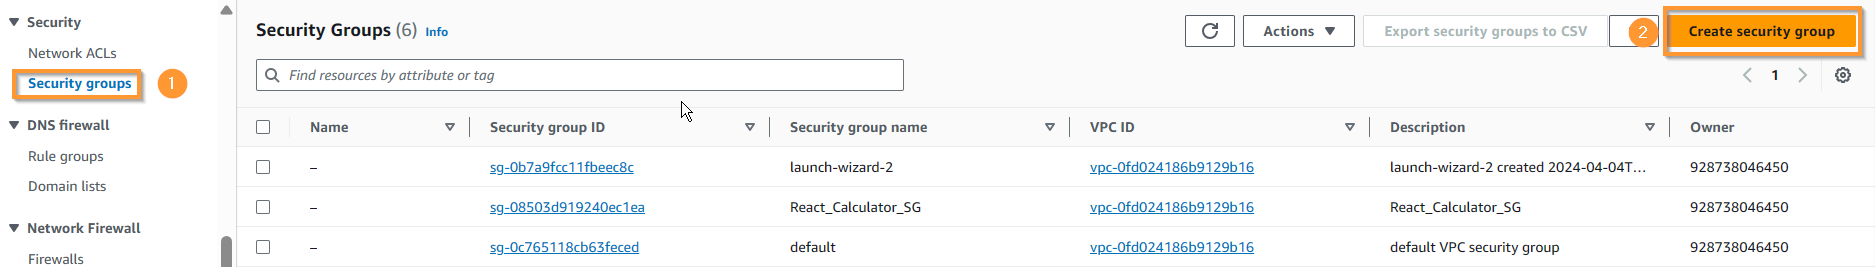 Security
Network ACLs
Security groups
1
DNS firewall
Rule groups
Domain lists
Network Firewall
Firewalls
Security Groups (6) Info
Actions
Export security groups to CSV
2
Create security group
Find resources by attribute or tag
1
Name Security group ID Security group name VPC ID Description Owner
– sg-0b7a9fcc11fbeec8c launch-wizard-2 vpc-0fd024186b9129b16 launch-wizard-2 created 2024-04-04T... 928738046450
– sg-08503d919240ec1ea React_Calculator_SG vpc-0fd024186b9129b16 React_Calculator_SG 928738046450
– sg-0c765118cb63feced default vpc-0fd024186b9129b16 default VPC security group 928738046450